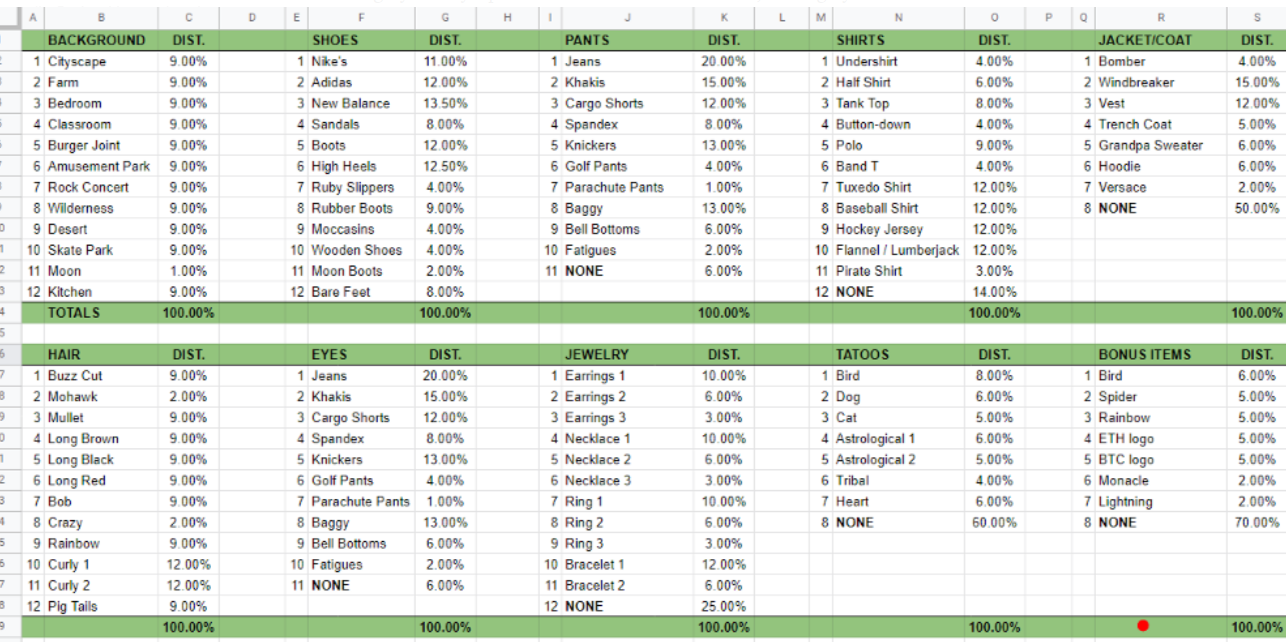 A B C D E F G H I J K L M N O P Q R S
BACKGROUND DIST. SHOES DIST. PANTS DIST. SHIRTS DIST. JACKET/COAT DIST.
1 Cityscape 9.00% 1 Nike's 11.00% 1 Jeans 20.00% 1 Undershirt 4.00% 1 Bomber 4.00%
2 Farm 9.00% 2 Adidas 12.00% 2 Khakis 15.00% 2 Half Shirt 6.00% 2 Windbreaker 15.00%
3 Bedroom 9.00% 3 New Balance 13.50% 3 Cargo Shorts 12.00% 3 Tank Top 8.00% 3 Vest 12.00%
4 Classroom 9.00% 4 Sandals 8.00% 4 Spandex 8.00% 4 Button-down 4.00% 4 Trench Coat 5.00%
5 Burger Joint 9.00% 5 Boots 12.00% 5 Knickers 13.00% 5 Polo 9.00% 5 Grandpa Sweater 6.00%
6 Amusement Park 9.00% 6 High Heels 12.50% 6 Golf Pants 4.00% 6 Band T 4.00% 6 Hoodie 6.00%
7 Rock Concert 9.00% 7 Ruby Slippers 4.00% 7 Parachute Pants 1.00% 7 Tuxedo Shirt 12.00% 7 Versace 2.00%
8 Wilderness 9.00% 8 Rubber Boots 9.00% 8 Baggy 13.00% 8 Baseball Shirt 12.00% 8 NONE 50.00%
9 Desert 9.00% 9 Moccasins 4.00% 9 Bell Bottoms 6.00% 9 Hockey Jersey 12.00%
10 Skate Park 9.00% 10 Wooden Shoes 4.00% 10 Fatigues 2.00% 10 Flannel / Lumberjack 12.00%
11 Moon 1.00% 11 Moon Boots 2.00% 11 NONE 6.00% 11 Pirate Shirt 3.00%
12 Kitchen 9.00% 12 Bare Feet 8.00% 12 NONE 14.00%
TOTALS 100.00% 100.00% 100.00% 100.00% 100.00%
HAIR DIST. EYES DIST. JEWELRY DIST. TATOOS DIST. BONUS ITEMS DIST.
1 Buzz Cut 9.00% 1 Jeans 20.00% 1 Earrings 1 10.00% 1 Bird 8.00% 1 Bird 6.00%
2 Mohawk 2.00% 2 Khakis 15.00% 2 Earrings 2 6.00% 2 Dog 6.00% 2 Spider 5.00%
3 Mullet 9.00% 3 Cargo Shorts 12.00% 3 Earrings 3 3.00% 3 Cat 5.00% 3 Rainbow 5.00%
4 Long Brown 9.00% 4 Spandex 8.00% 4 Necklace 1 10.00% 4 Astrological 1 6.00% 4 ETH logo 5.00%
5 Long Black 9.00% 5 Knickers 13.00% 5 Necklace 2 6.00% 5 Astrological 2 5.00% 5 BTC logo 5.00%
6 Long Red 9.00% 6 Golf Pants 4.00% 6 Necklace 3 3.00% 6 Tribal 4.00% 6 Monacle 2.00%
7 Bob 9.00% 7 Parachute Pants 1.00% 7 Ring 1 10.00% 7 Heart 6.00% 7 Lightning 2.00%
8 Crazy 2.00% 8 Baggy 13.00% 8 Ring 2 6.00% 8 NONE 60.00% 8 NONE 70.00%
9 Rainbow 9.00% 9 Bell Bottoms 6.00% 9 Ring 3 3.00%
10 Curly 1 12.00% 10 Fatigues 2.00% 10 Bracelet 1 12.00%
11 Curly 2 12.00% 11 NONE 6.00% 11 Bracelet 2 6.00%
12 Pig Tails 9.00% 12 NONE 25.00%
100.00% 100.00% 100.00% 100.00% 100.00%